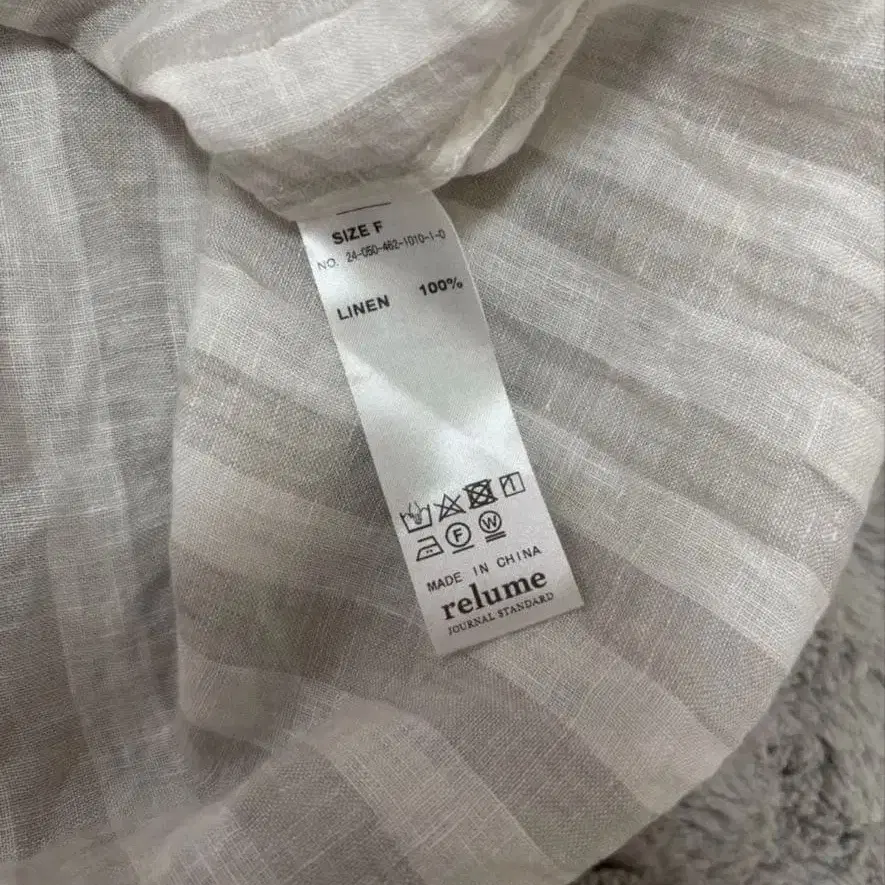 SIZE F
NO. 24-050-462-1010-1-0
LINEN 100%
F W
MADE IN CHINA
relume
JOURNAL STANDARD